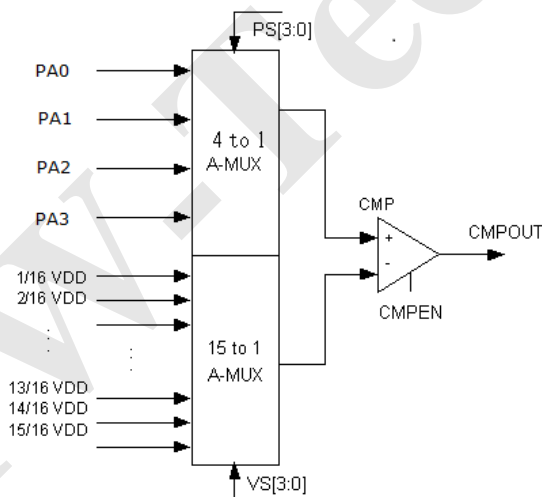 PS[3:0]
PA0
PA1
PA2
PA3
4 to 1
A-MUX
CMP
+
-
CMPOUT
CMPEN
1/16 VDD
2/16 VDD
:
:
:
:
15 to 1
A-MUX
13/16 VDD
14/16 VDD
15/16 VDD
VS[3:0]